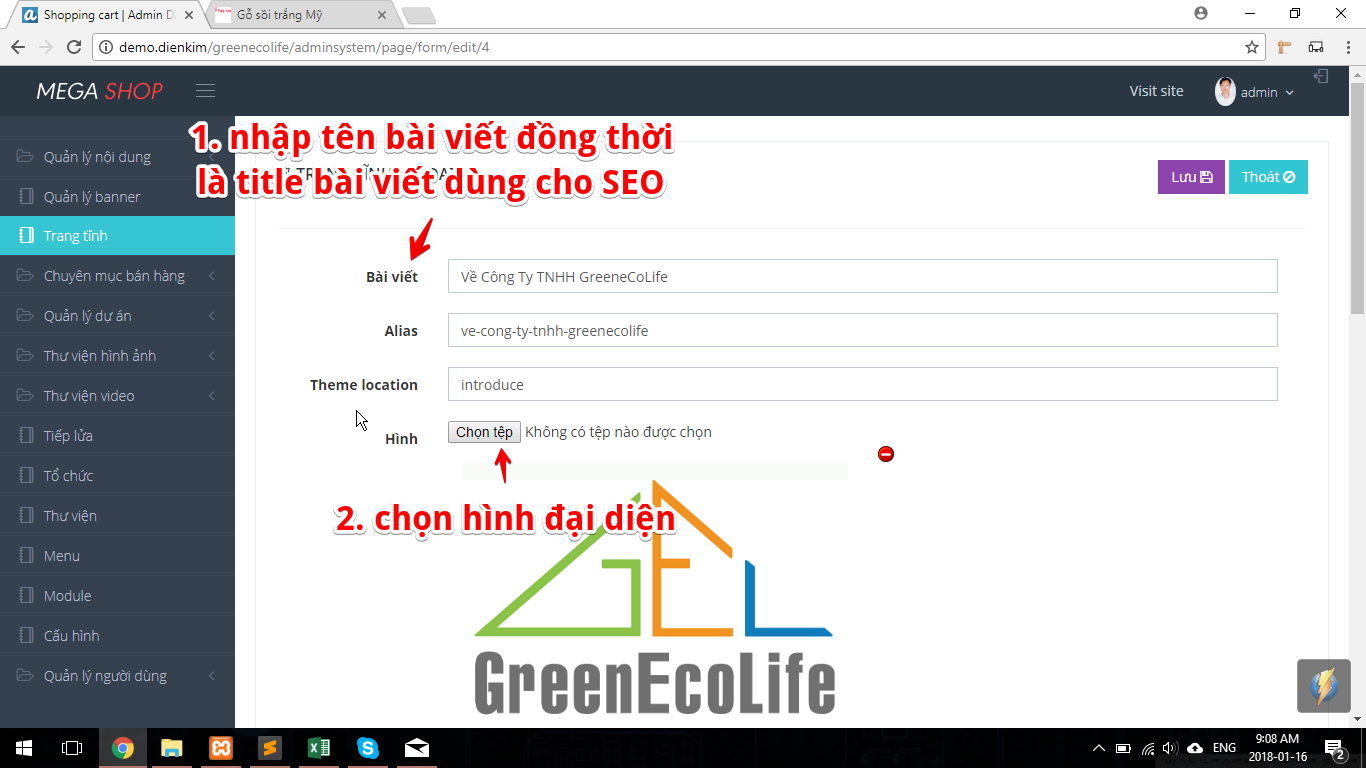 Shopping cart | Admin D
Gỗ sồi trắng Mỹ
demo.dienkim/greenecolife/adminsystem/page/form/edit/4
MEGA SHOP
Visit site
admin
1. nhập tên bài viết đồng thời
là title bài viết dùng cho SEO
Lưu
Thoát
Quản lý nội dung
Quản lý banner
Trang tĩnh
Chuyên mục bán hàng
Quản lý dự án
Thư viện hình ảnh
Thư viện video
Tiếp lửa
Tổ chức
Thư viện
Menu
Module
Cấu hình
Quản lý người dùng
Bài viết
Về Công Ty TNHH GreeneCoLife
Alias
ve-cong-ty-tnhh-greenecolife
Theme location
introduce
Hình
Chọn tệp Không có tệp nào được chọn
2. chọn hình đại diện
GEL
GreenEcoLife
ENG
9:08 AM
2018-01-16
2